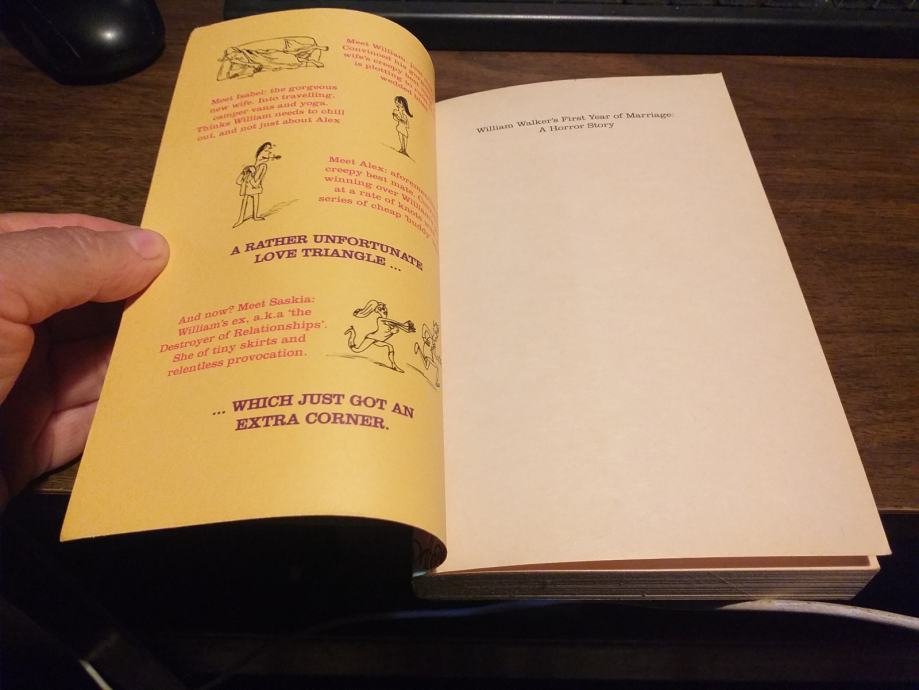 Meet William,
Convinced his
wife's creepy best
is plotting
wedded
Meet Isabel: the gorgeous
new wife. Into travelling,
camper vans and yoga.
Thinks William needs to chill
out, and not just about Alex
Meet Alex: aforementioned
creepy best mate.
winning over William's
at a rate of knots
series of cheap 'buddy'
A RATHER UNFORTUNATE
LOVE TRIANGLE ...
And now? Meet Saskia:
William's ex, a.k.a 'the
Destroyer of Relationships'.
She of tiny skirts and
relentless provocation.
... WHICH JUST GOT AN
EXTRA CORNER.
William Walker's First Year of Marriage:
A Horror Story